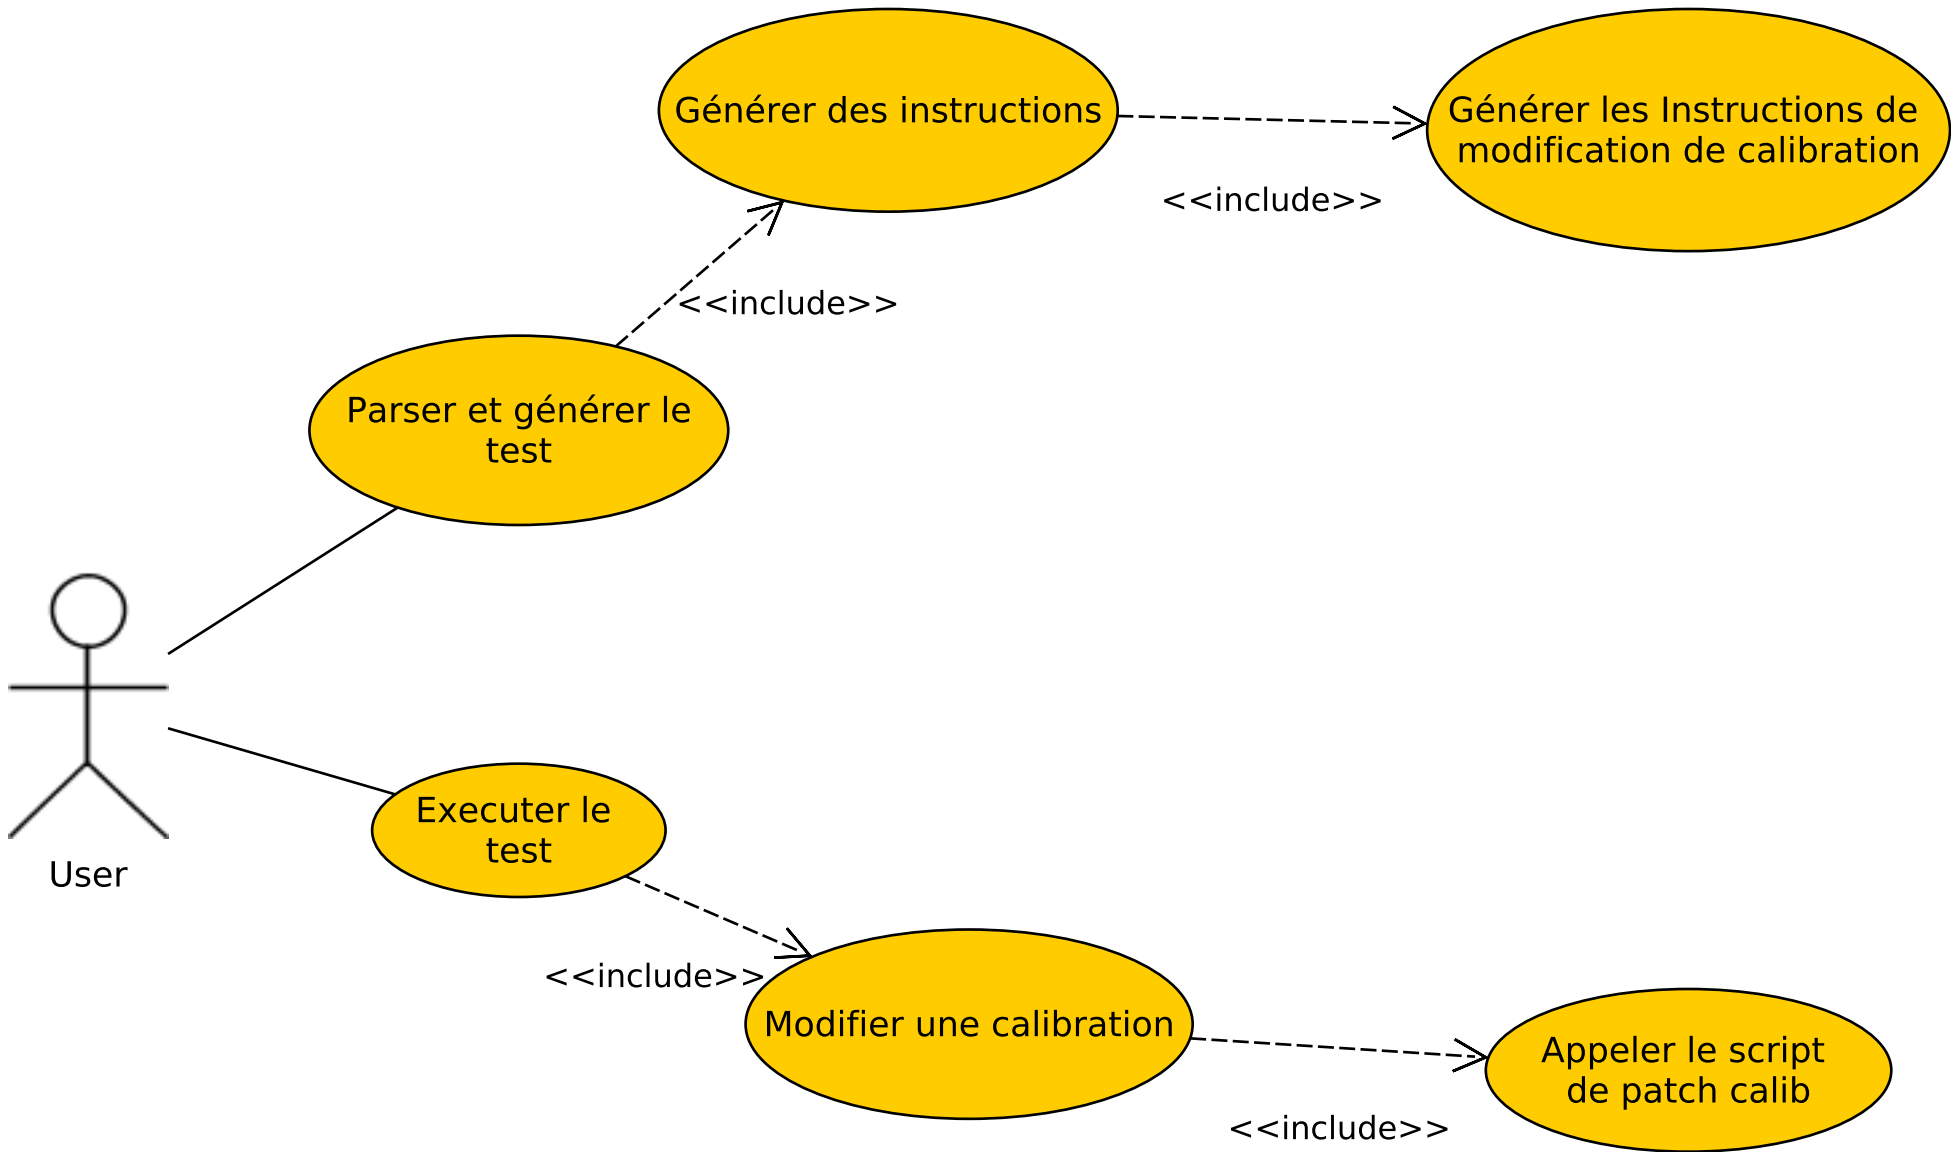 Générer des instructions
Générer les Instructions de
modification de calibration
<<include>>
<<include>>
Parser et générer le
test
Executer le
test
User
<<include>>
Modifier une calibration
Appeler le script
de patch calib
<<include>>